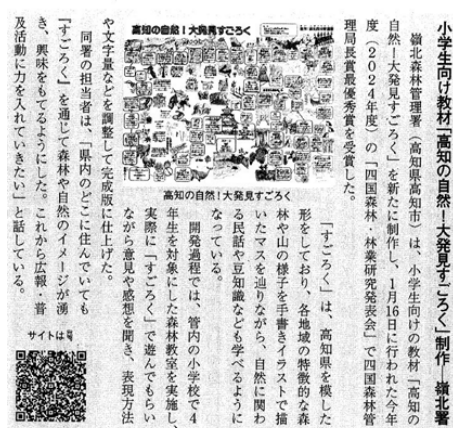 小学生向け教材「高知の自然!大発見すごろく」制作―嶺北署
嶺北森林管理署(高知県高知市)は、小学生向けの教材「高知の
自然!大発見すごろく」を新たに制作し、1月16日に行われた今年
度(2024年度)の「四国森林・林業研究発表会」で四国森林管
理局長賞最優秀賞を受賞した。
高知の自然!大発見すごろく
高知の自然!大発見すごろく
「すごろく」は、高知県を模した
形をしており、各地域の特徴的な森
林や山の様子を手書きイラストで描
いたマスを辿りながら、自然に関わ
る民話や豆知識なども学べるように
なっている。
開発過程では、管内の小学校で4
年生を対象にした森林教室を実施し、
実際に「すごろく」で遊んでもらい
ながら意見や感想を聞き、表現方法
や文字量などを調整して完成版に仕上げた。
同署の担当者は、「県内のどこに住んでいても
『すごろく』を通じて森林や自然のイメージが湧
き、興味をもてるようにした。これから広報・普
及活動に力を入れていきたい」と話している。
サイトは